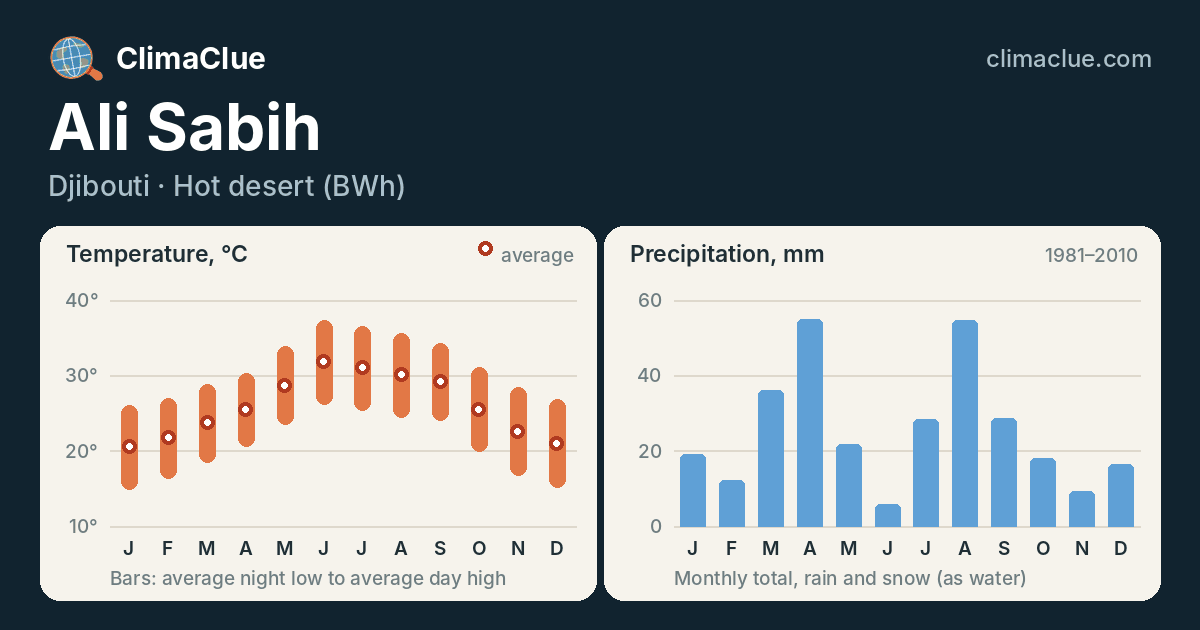 ClimaClue
climaclue.com
Ali Sabih
Djibouti · Hot desert (BWh)
Temperature, °C
average
40°
30°
20°
10°
J F M A M J J A S O N D
Bars: average night low to average day high
Precipitation, mm
1981–2010
60
40
20
0
J F M A M J J A S O N D
Monthly total, rain and snow (as water)